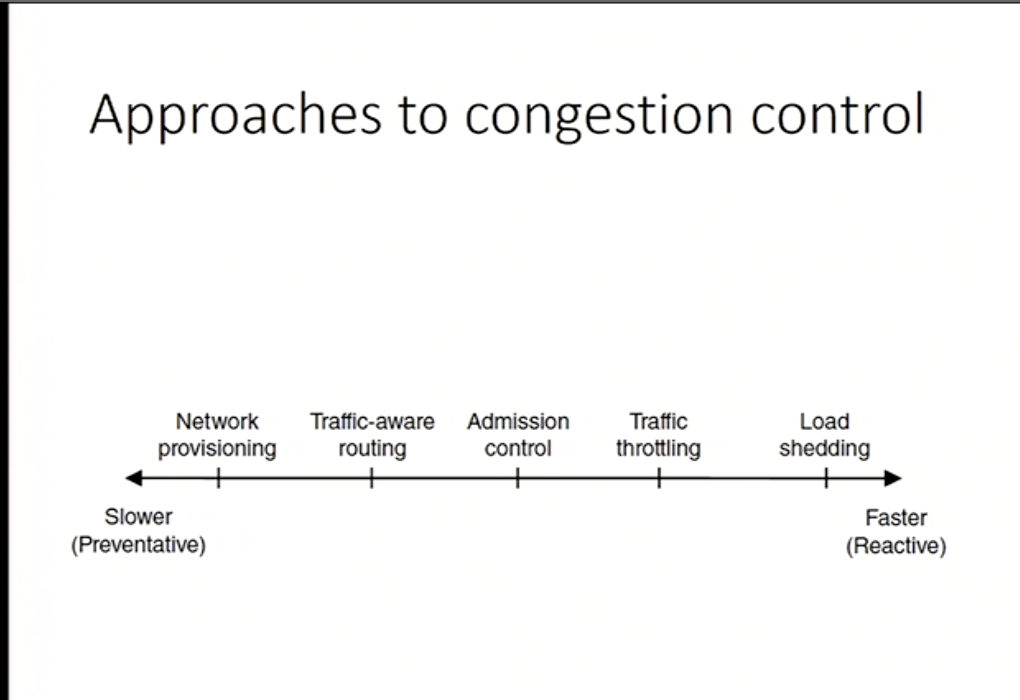 Approaches to congestion control
Network provisioning
Traffic-aware routing
Admission control
Traffic throttling
Load shedding
Slower
(Preventative)
Faster
(Reactive)